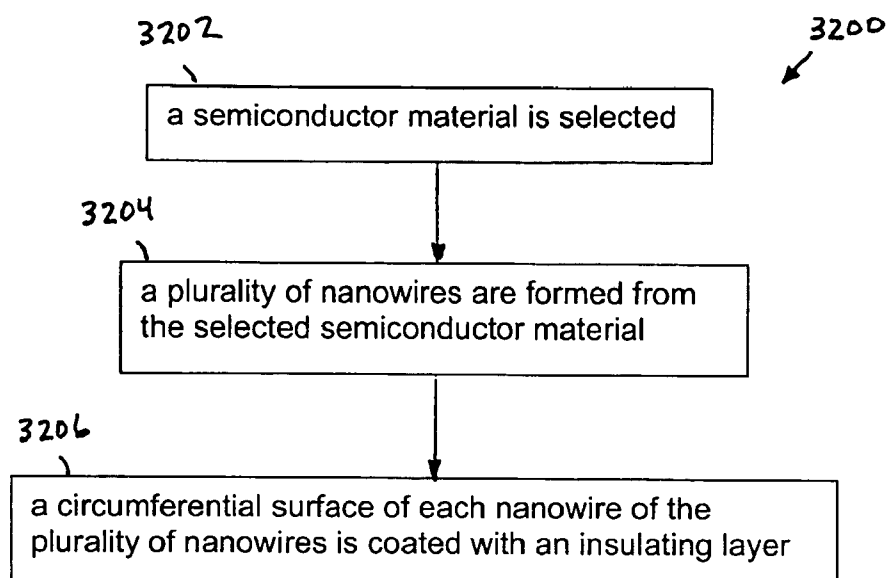 3202
3200
a semiconductor material is selected
3204
a plurality of nanowires are formed from
the selected semiconductor material
3206
a circumferential surface of each nanowire of the
plurality of nanowires is coated with an insulating layer